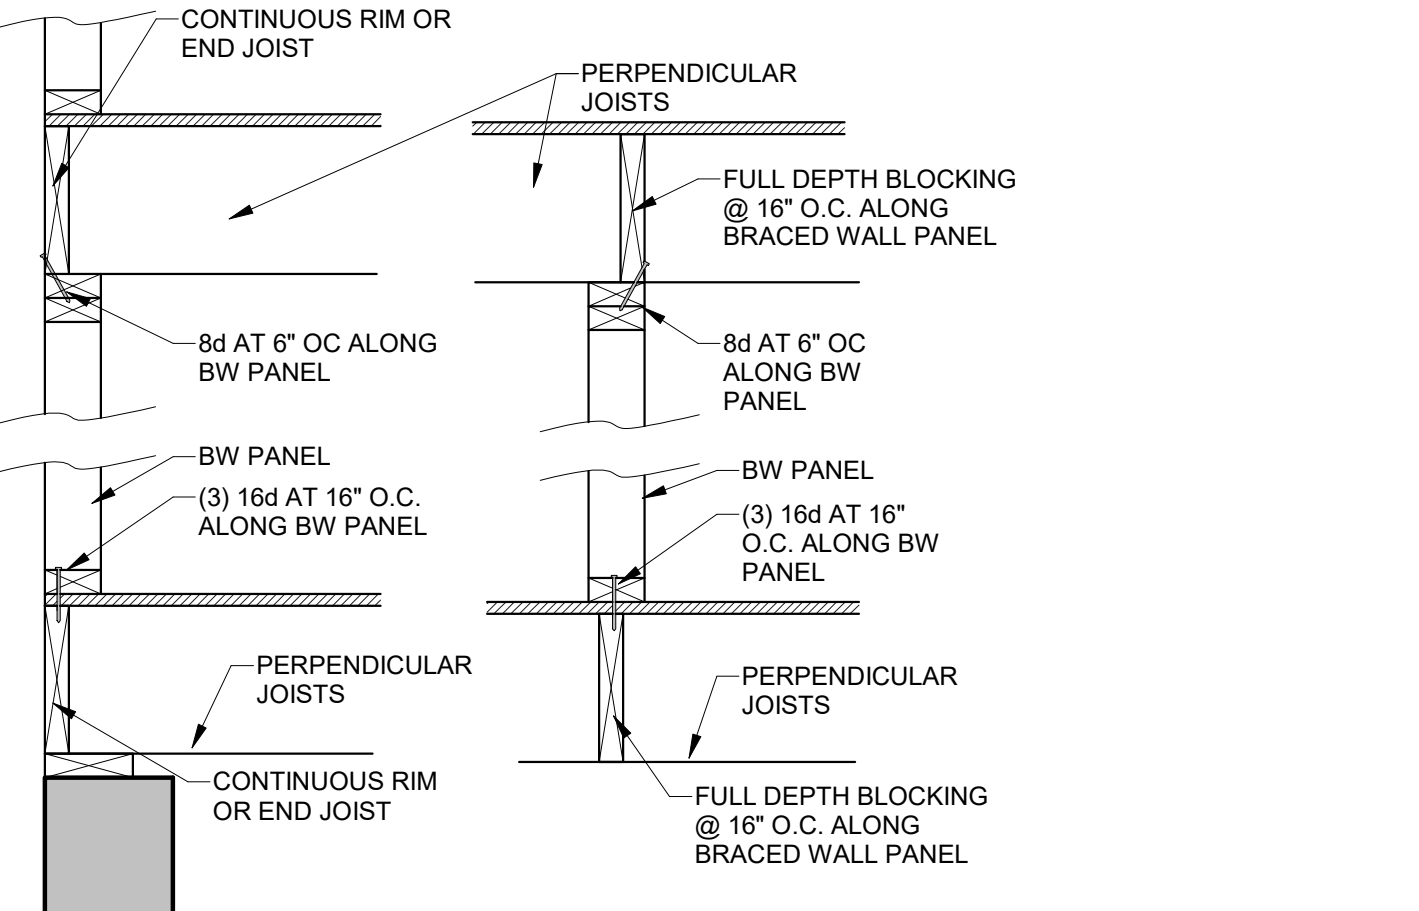 CONTINUOUS RIM OR
END JOIST
PERPENDICULAR
JOISTS
FULL DEPTH BLOCKING
@ 16" O.C. ALONG
BRACED WALL PANEL
8d AT 6" OC ALONG
BW PANEL
8d AT 6" OC
ALONG BW
PANEL
BW PANEL
(3) 16d AT 16" O.C.
ALONG BW PANEL
BW PANEL
(3) 16d AT 16"
O.C. ALONG BW
PANEL
PERPENDICULAR
JOISTS
PERPENDICULAR
JOISTS
CONTINUOUS RIM
OR END JOIST
FULL DEPTH BLOCKING
@ 16" O.C. ALONG
BRACED WALL PANEL